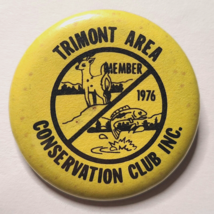 TRIMONT AREA
MEMBER
1976
CONSERVATION CLUB INC.